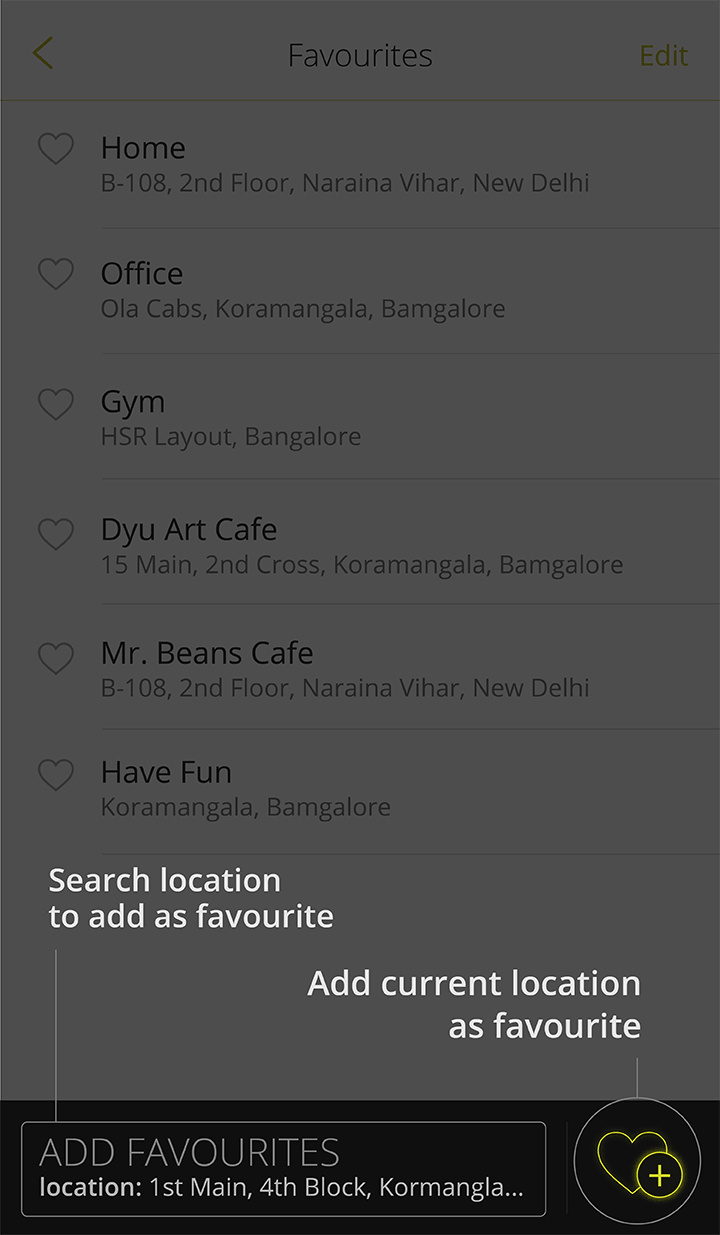 Favourites
Edit
Home
B-108, 2nd Floor, Naraina Vihar, New Delhi
Office
Ola Cabs, Koramangala, Bamgalore
Gym
HSR Layout, Bangalore
Dyu Art Cafe
15 Main, 2nd Cross, Koramangala, Bamgalore
Mr. Beans Cafe
B-108, 2nd Floor, Naraina Vihar, New Delhi
Have Fun
Koramangala, Bamgalore
Search location
to add as favourite
Add current location
as favourite
ADD FAVOURITES
location: 1st Main, 4th Block, Kormangla...